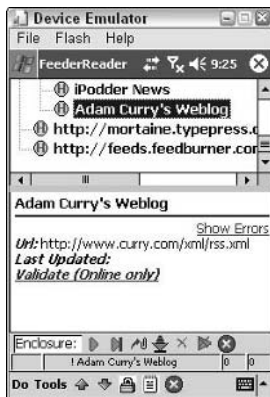 Device Emulator
File Flash Help
FeederReader 9:25
iPodder News
Adam Curry's Weblog
http://mortaine.typepress.c
http://feeds.feedburner.cor
Adam Curry's Weblog
Show Errors
Url:http://www.curry.com/xml/rss.xml
Last Updated:
Validate (Online only)
Enclosure:
! Adam Curry's Weblog 0 0
Do Tools